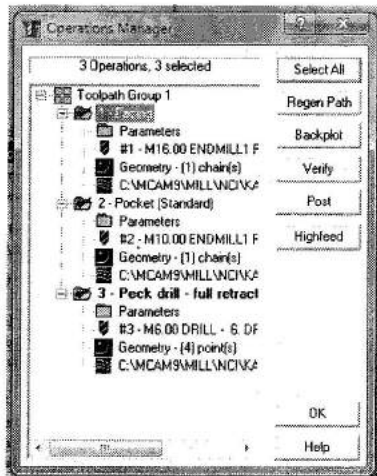 Operations Manager
3 Operations, 3 selected
Select All
Toolpath Group 1
Regen Path
Parameters
Backplot
#1 - M16.00 ENDMILL1 F
Geometry - (1) chain(s)
Verify
C:\MCAM9\MILL\NCI\KA
2 - Pocket (Standard)
Post
Parameters
#2 - M10.00 ENDMILL1 F
Highfeed
Geometry - (1) chain(s)
C:\MCAM9\MILL\NCI\KA
3 - Peck drill - full retract
Parameters
#3 - M6.00 DRILL - 6. DF
Geometry - (4) point(s)
C:\MCAM9\MILL\NCI\KA
OK
Help